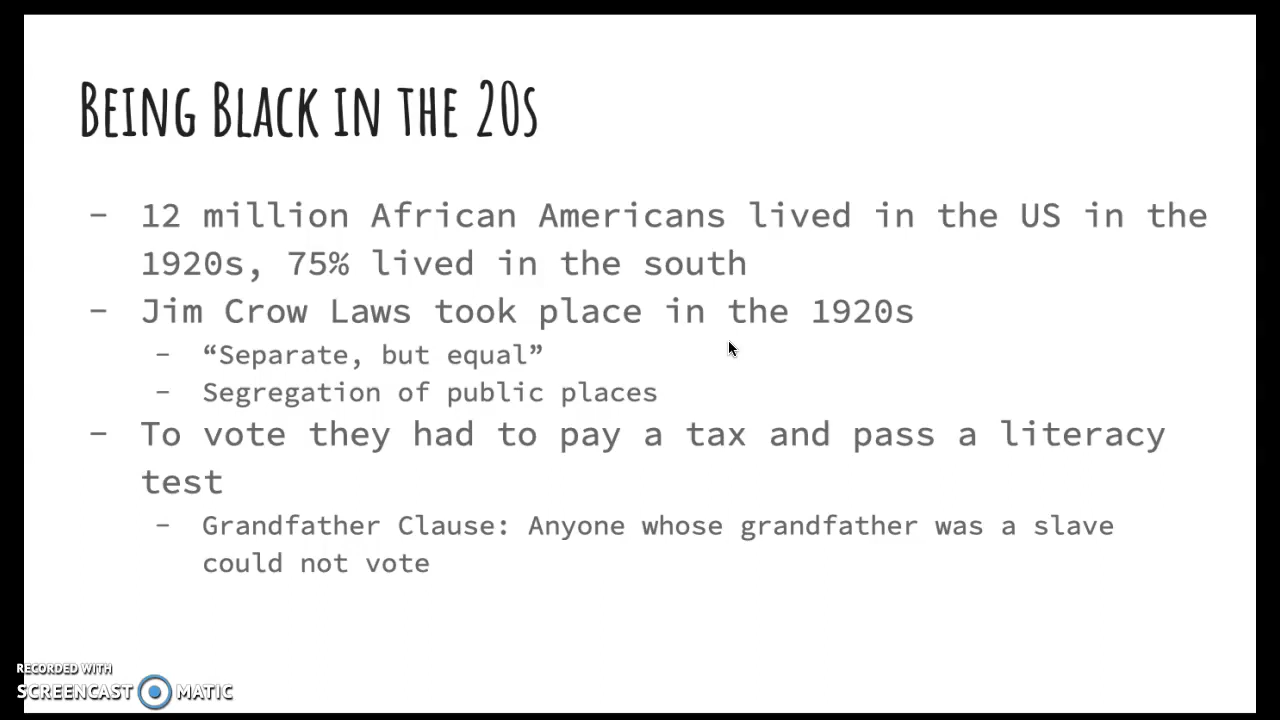 Being Black in the 20s
- 12 million African Americans lived in the US in the
1920s, 75% lived in the south
- Jim Crow Laws took place in the 1920s
- “Separate, but equal”
- Segregation of public places
- To vote they had to pay a tax and pass a literacy
test
- Grandfather Clause: Anyone whose grandfather was a slave
could not vote
RECORDED WITH
SCREENCAST MATIC